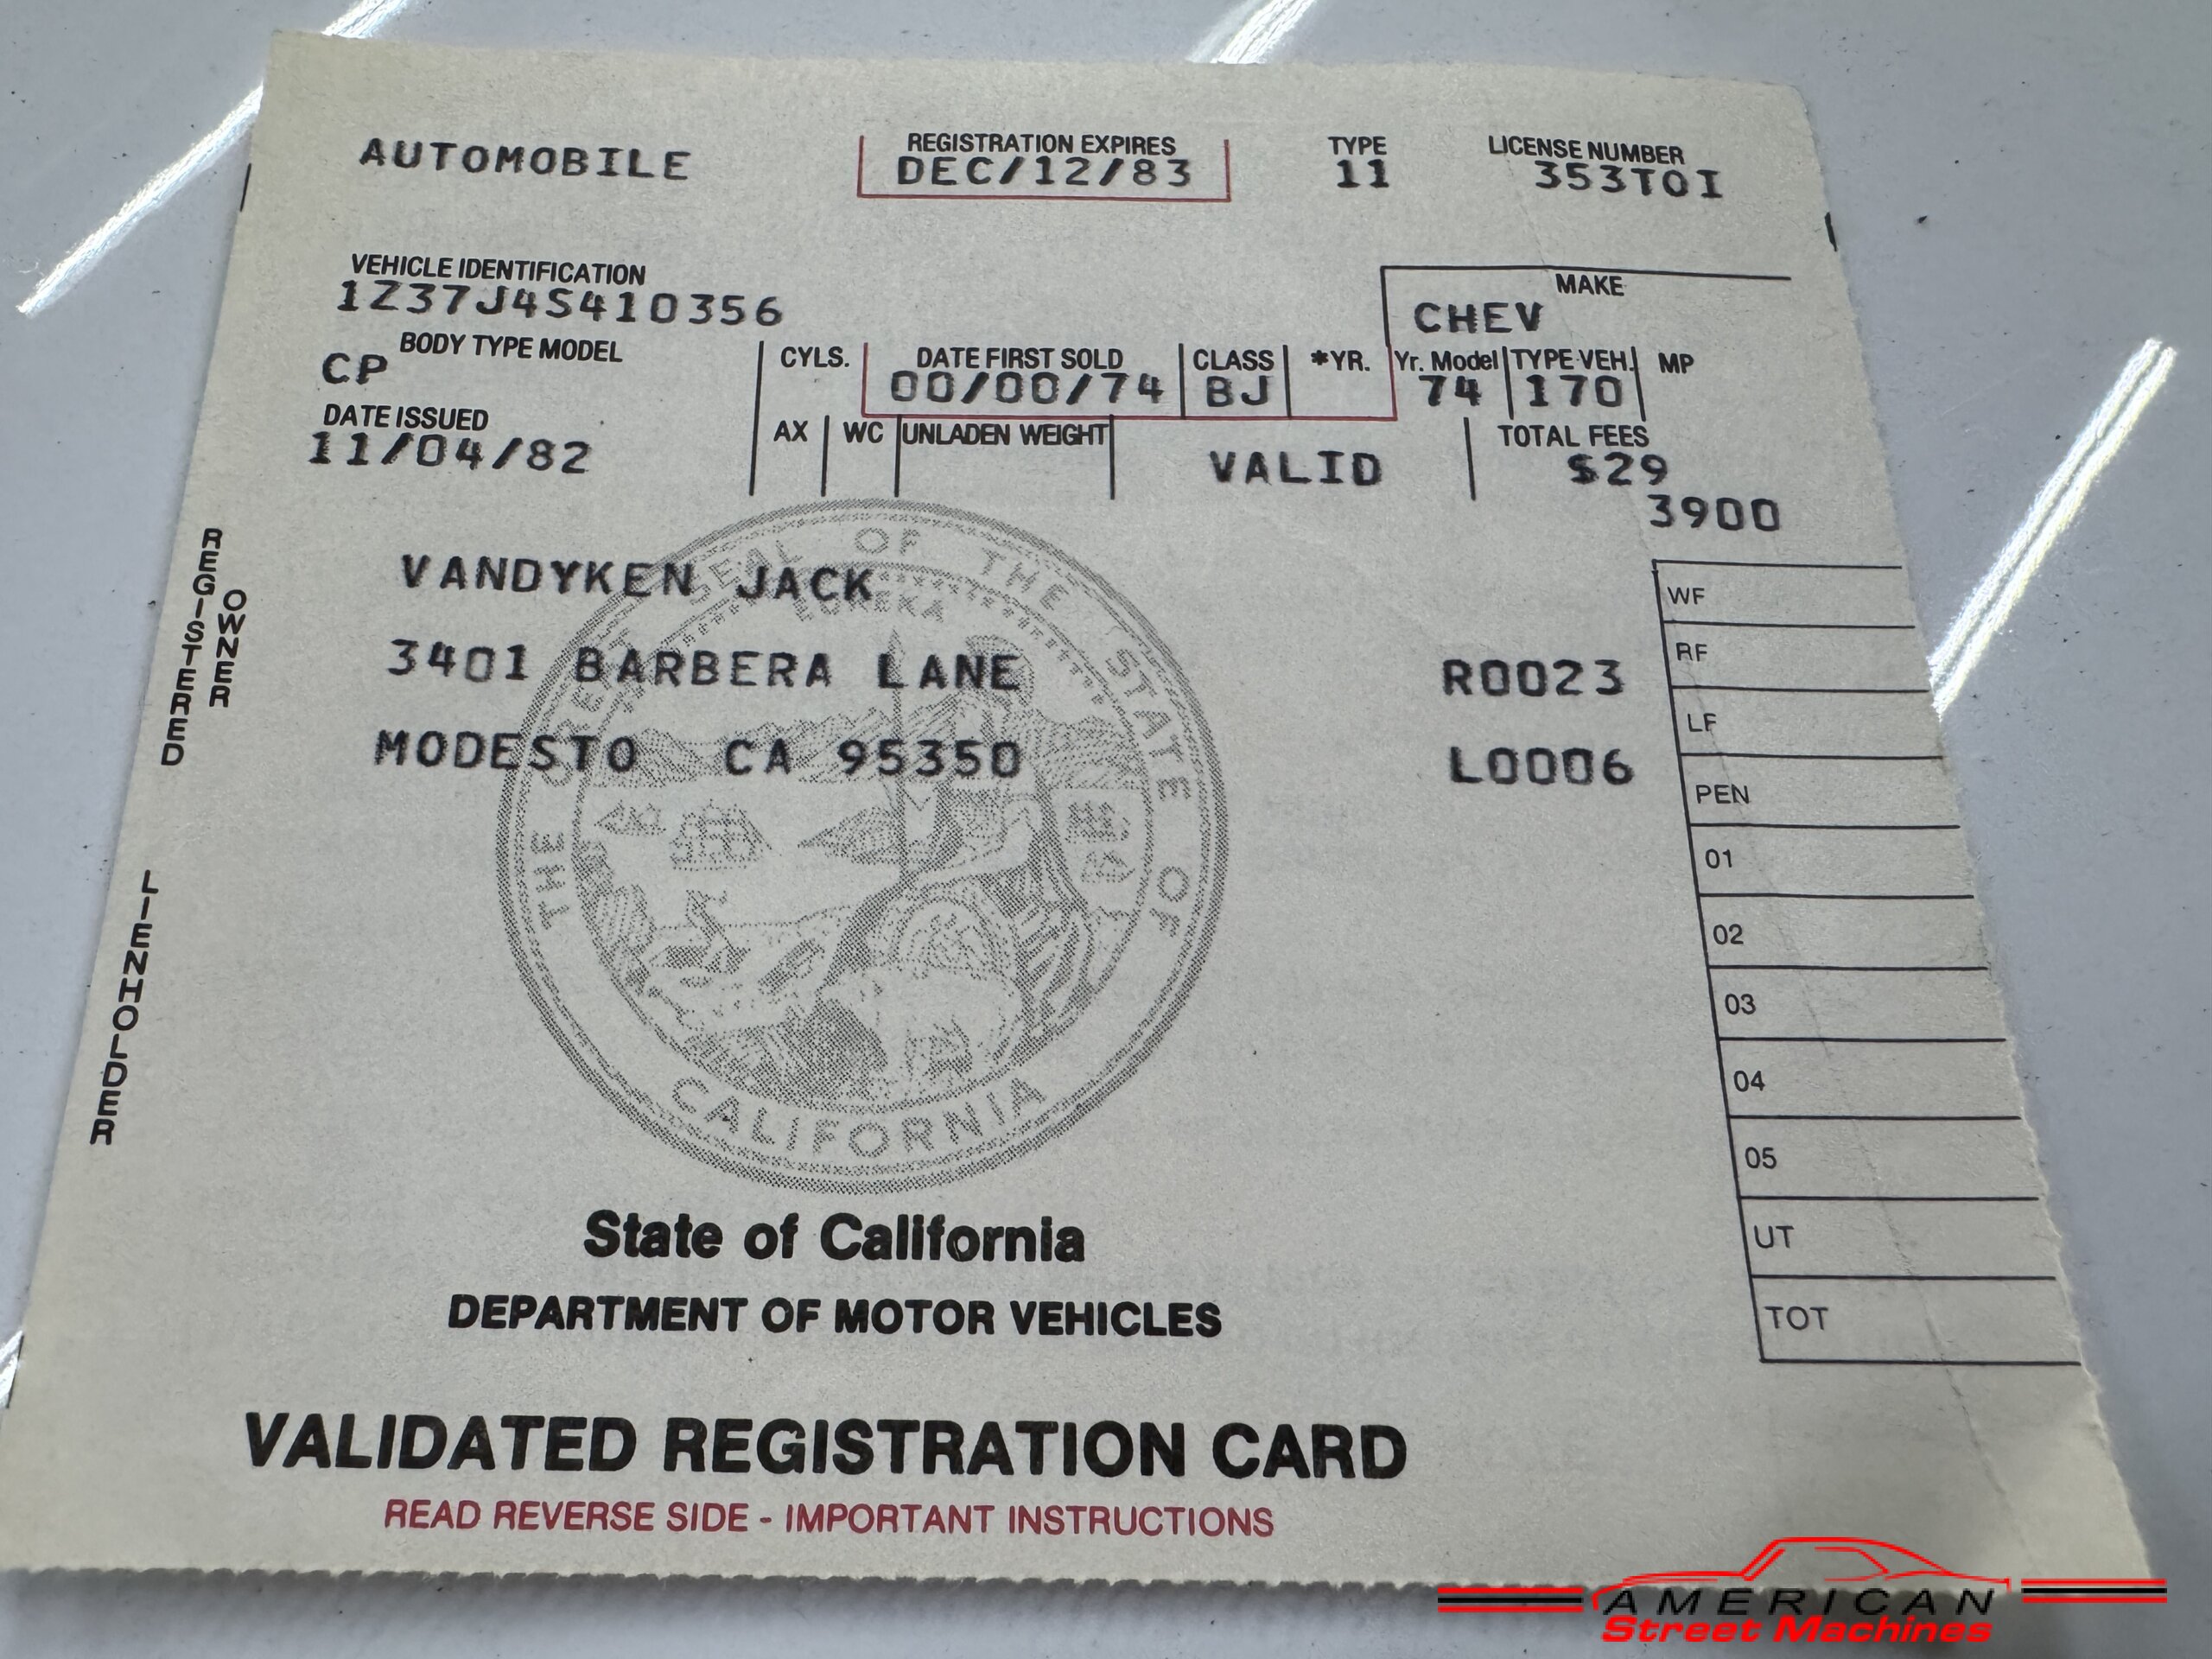 AUTOMOBILE
REGISTRATION EXPIRES
DEC/12/83
TYPE
11
LICENSE NUMBER
353TOI
VEHICLE IDENTIFICATION
1Z37J4S410356
MAKE
CHEV
BODY TYPE MODEL
CP
CYLS.
DATE FIRST SOLD
00/00/74
CLASS
BJ
*YR.
Yr. Model
74
TYPE VEH.
170
MP
DATE ISSUED
11/04/82
AX
WC
UNLADEN WEIGHT
VALID
TOTAL FEES
$29
3900
REGISTERED
OWNER
VANDYKEN JACK
3401 BARBERA LANE
MODESTO CA 95350
R0023
L0006
LIENHOLDER
WF
RF
LF
PEN
01
02
03
04
05
UT
TOT
THE GREAT SEAL OF THE STATE OF CALIFORNIA
EUREKA
State of California
DEPARTMENT OF MOTOR VEHICLES
VALIDATED REGISTRATION CARD
READ REVERSE SIDE - IMPORTANT INSTRUCTIONS
AMERICAN
Street Machines